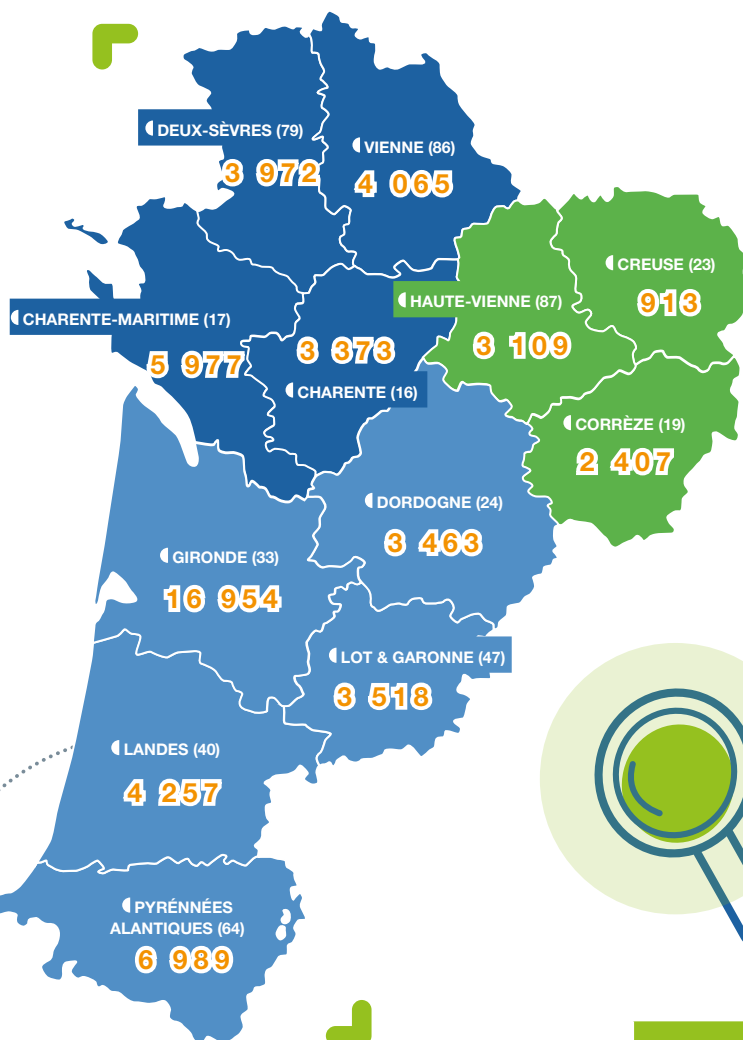 DEUX-SÈVRES (79)
3 972
VIENNE (86)
4 065
CREUSE (23)
913
HAUTE-VIENNE (87)
3 109
CHARENTE-MARITIME (17)
5 977
3 373
CHARENTE (16)
CORRÈZE (19)
2 407
DORDOGNE (24)
3 463
GIRONDE (33)
16 954
LOT & GARONNE (47)
3 518
LANDES (40)
4 257
PYRÉNNÉES
ALANTIQUES (64)
6 989